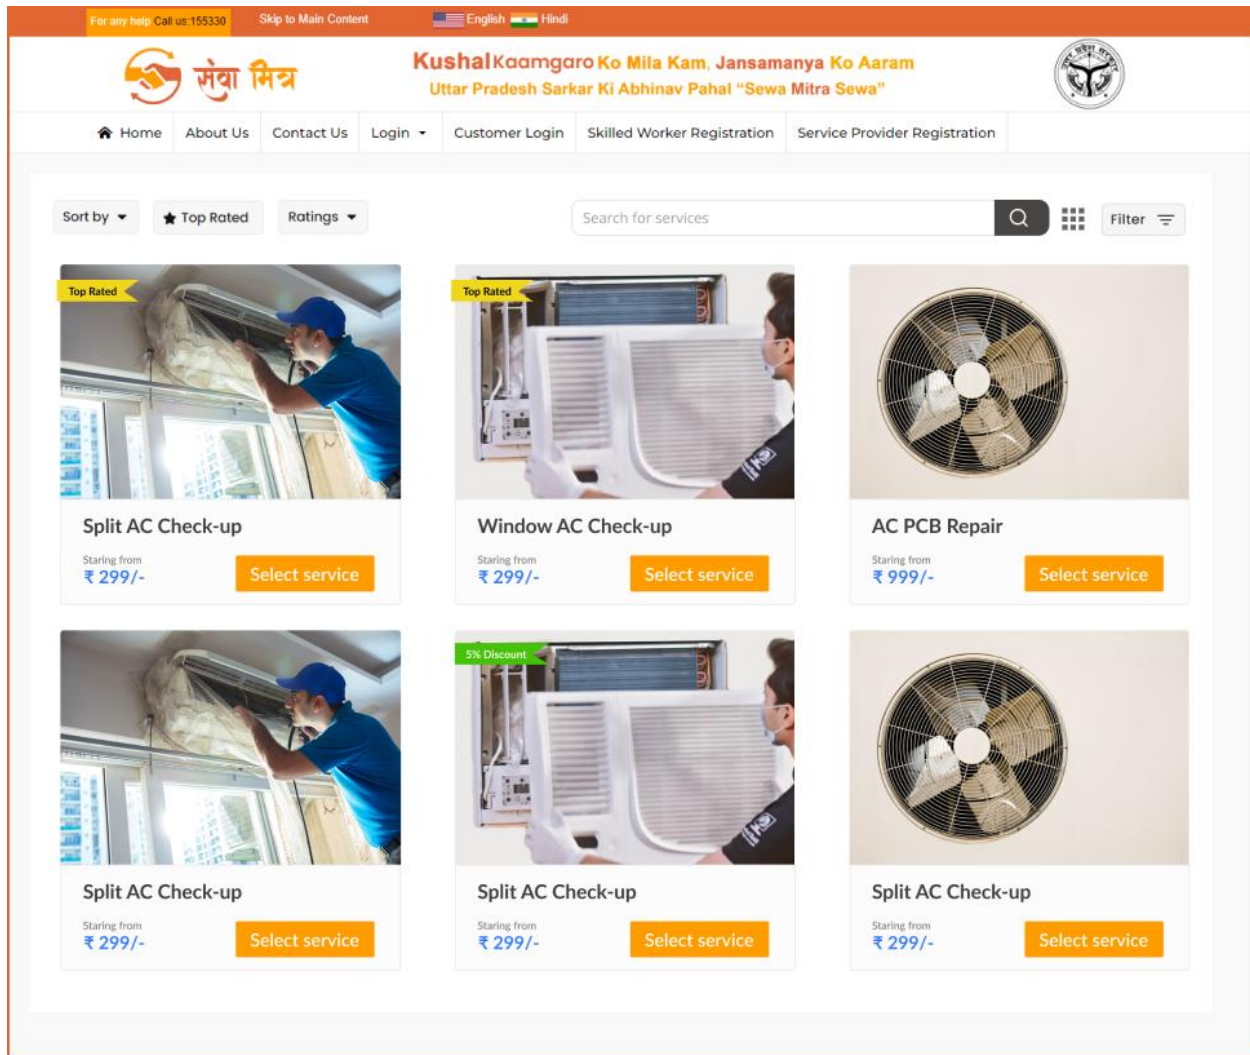 For any help Call us:155330 Skip to Main Content English Hindi
सेवा मित्र
KushalKaamgaro Ko Mila Kam, Jansamanya Ko Aaram
Uttar Pradesh Sarkar Ki Abhinav Pahal “Sewa Mitra Sewa”
Home About Us Contact Us Login Customer Login Skilled Worker Registration Service Provider Registration
Sort by Top Rated Ratings Search for services Filter
Top Rated Top Rated
Split AC Check-up Window AC Check-up AC PCB Repair
Staring from Staring from Staring from
₹ 299/- Select service ₹ 299/- Select service ₹ 999/- Select service
5% Discount
Split AC Check-up Split AC Check-up Split AC Check-up
Staring from Staring from Staring from
₹ 299/- Select service ₹ 299/- Select service ₹ 299/- Select service